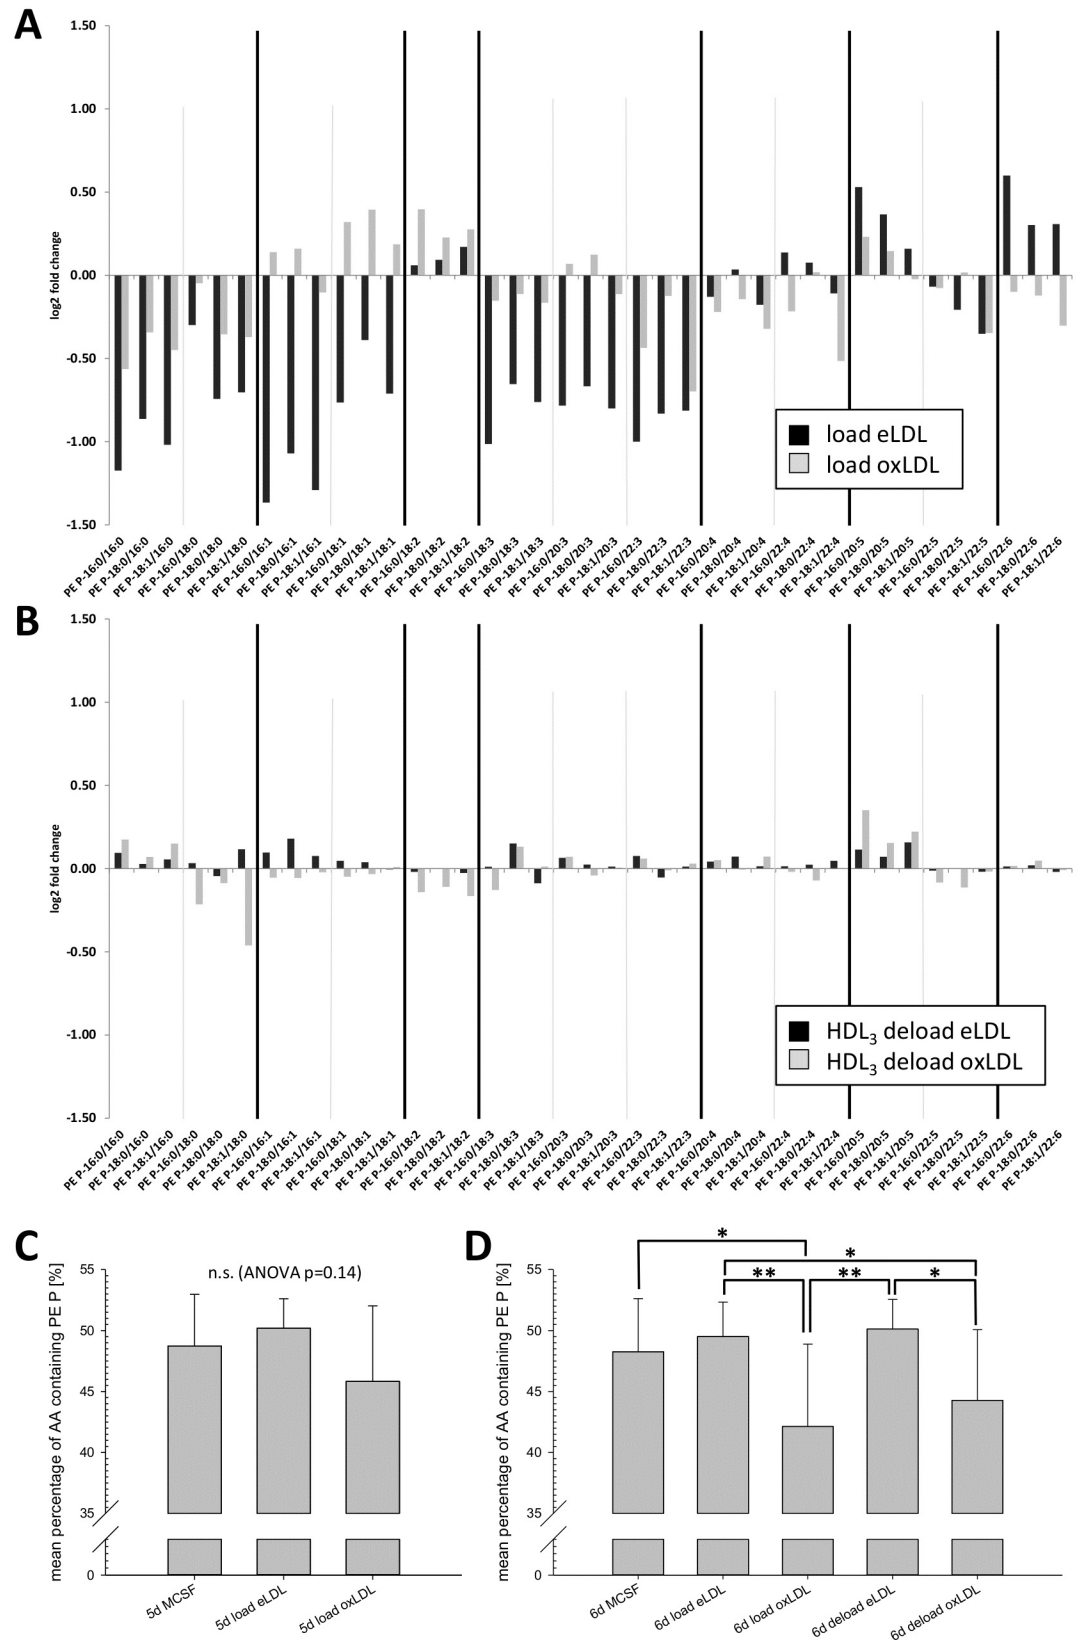 A
1.50
1.00
0.50
0.00
-0.50
-1.00
-1.50
log2 fold change
load eLDL
load oxLDL
PE P-16:0/16:0
PE P-18:0/16:0
PE P-18:1/16:0
PE P-16:0/18:0
PE P-18:0/18:0
PE P-18:1/18:0
PE P-16:0/16:1
PE P-18:0/16:1
PE P-18:1/16:1
PE P-16:0/18:1
PE P-18:0/18:1
PE P-18:1/18:1
PE P-16:0/18:2
PE P-18:0/18:2
PE P-18:1/18:2
PE P-16:0/18:3
PE P-18:0/18:3
PE P-18:1/18:3
PE P-16:0/20:3
PE P-18:0/20:3
PE P-18:1/20:3
PE P-16:0/22:3
PE P-18:0/22:3
PE P-18:1/22:3
PE P-16:0/20:4
PE P-18:0/20:4
PE P-18:1/20:4
PE P-16:0/22:4
PE P-18:0/22:4
PE P-18:1/22:4
PE P-16:0/20:5
PE P-18:0/20:5
PE P-18:1/20:5
PE P-16:0/22:5
PE P-18:0/22:5
PE P-18:1/22:5
PE P-16:0/22:6
PE P-18:0/22:6
PE P-18:1/22:6
B
1.50
1.00
0.50
0.00
-0.50
-1.00
-1.50
log2 fold change
HDL3 deload eLDL
HDL3 deload oxLDL
PE P-16:0/16:0
PE P-18:0/16:0
PE P-18:1/16:0
PE P-16:0/18:0
PE P-18:0/18:0
PE P-18:1/18:0
PE P-16:0/16:1
PE P-18:0/16:1
PE P-18:1/16:1
PE P-16:0/18:1
PE P-18:0/18:1
PE P-18:1/18:1
PE P-16:0/18:2
PE P-18:0/18:2
PE P-18:1/18:2
PE P-16:0/18:3
PE P-18:0/18:3
PE P-18:1/18:3
PE P-16:0/20:3
PE P-18:0/20:3
PE P-18:1/20:3
PE P-16:0/22:3
PE P-18:0/22:3
PE P-18:1/22:3
PE P-16:0/20:4
PE P-18:0/20:4
PE P-18:1/20:4
PE P-16:0/22:4
PE P-18:0/22:4
PE P-18:1/22:4
PE P-16:0/20:5
PE P-18:0/20:5
PE P-18:1/20:5
PE P-16:0/22:5
PE P-18:0/22:5
PE P-18:1/22:5
PE P-16:0/22:6
PE P-18:0/22:6
PE P-18:1/22:6
C
mean percentage of AA containing PE P [%]
55
50
45
40
35
0
n.s. (ANOVA p=0.14)
5d MCSF
5d load eLDL
5d load oxLDL
D
mean percentage of AA containing PE P [%]
55
50
45
40
35
0
*
*
** ** *
6d MCSF
6d load eLDL
6d load oxLDL
6d deload eLDL
6d deload oxLDL